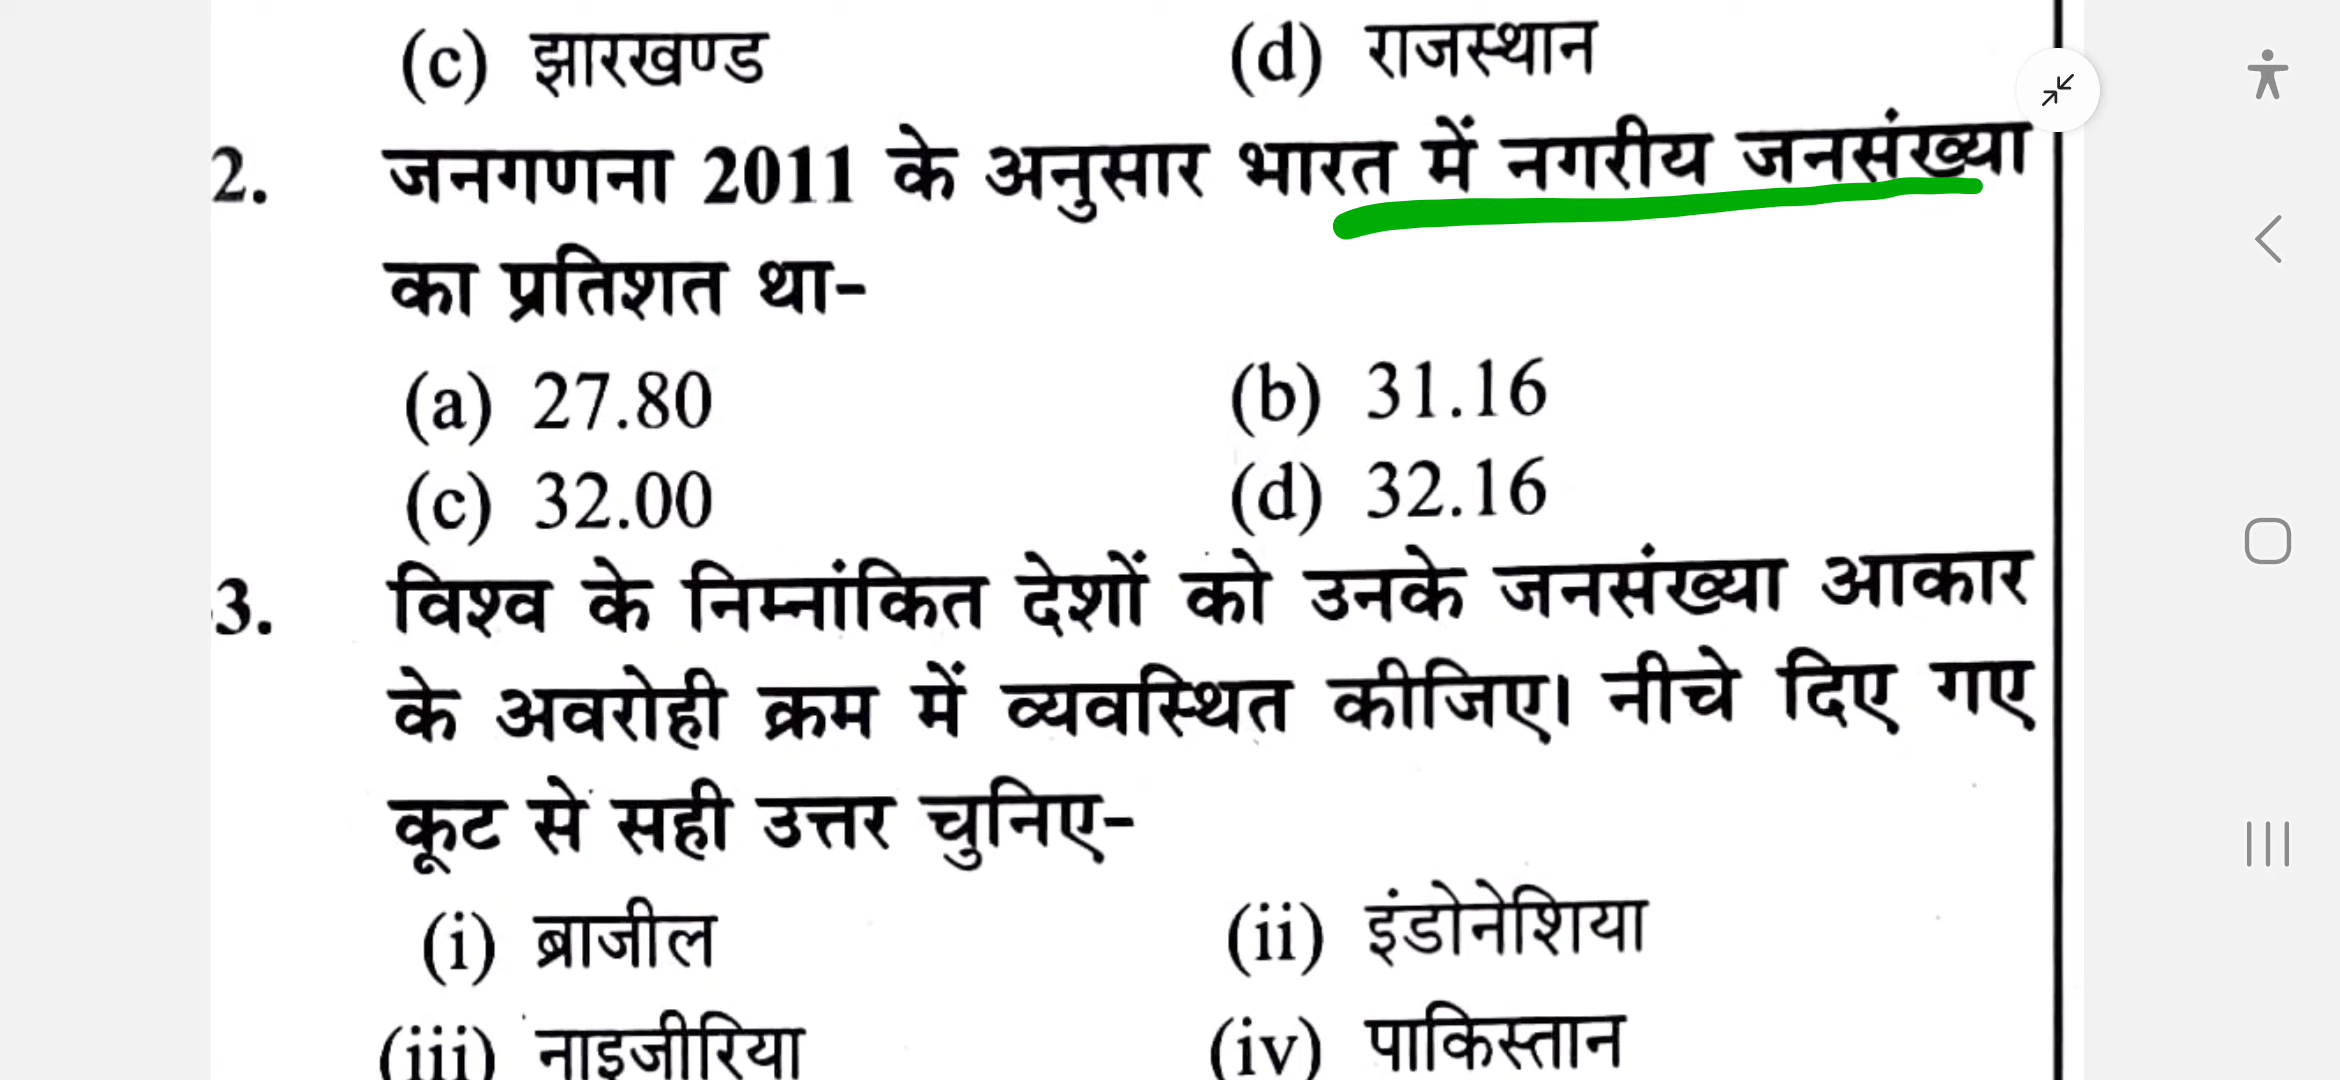 (c) झारखण्ड (d) राजस्थान
2. जनगणना 2011 के अनुसार भारत में नगरीय जनसंख्या
का प्रतिशत था-
(a) 27.80 (b) 31.16
(c) 32.00 (d) 32.16
3. विश्व के निम्नांकित देशों को उनके जनसंख्या आकार
के अवरोही क्रम में व्यवस्थित कीजिए। नीचे दिए गए
कूट से सही उत्तर चुनिए-
(i) ब्राजील (ii) इंडोनेशिया
(iii) नाइजीरिया (iv) पाकिस्तान